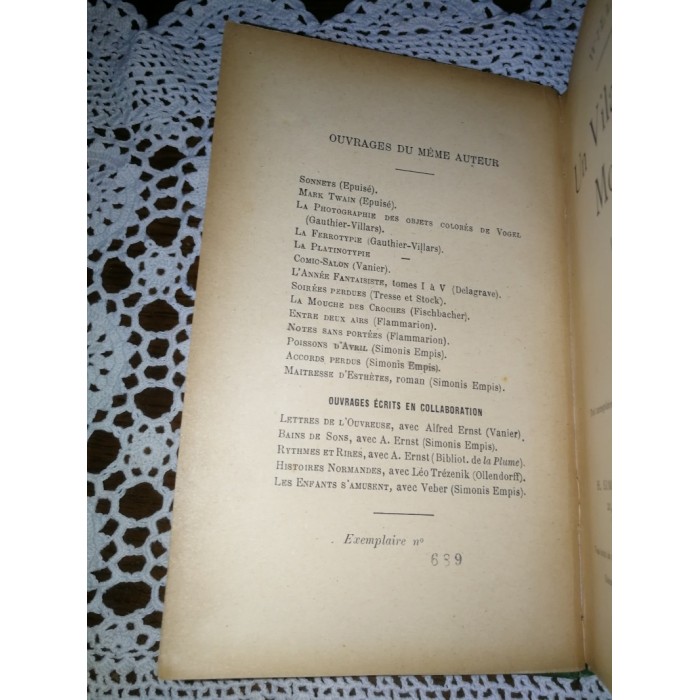 OUVRAGES DU MÊME AUTEUR
SONNETS (Epuisé).
MARK TWAIN (Epuisé).
LA PHOTOGRAPHIE DES OBJETS COLORÉS DE VOGEL
(Gauthier-Villars).
LA FERROTYPIE (Gauthier-Villars).
LA PLATINOTYPIE —
COMIC-SALON (Vanier).
L'ANNÉE FANTAISISTE, tomes I à V (Delagrave).
SOIRÉES PERDUES (Tresse et Stock).
LA MOUCHE DES CROCHES (Fischbacher).
ENTRE DEUX AIRS (Flammarion).
NOTES SANS PORTÉES (Flammarion).
POISSONS D'AVRIL (Simonis Empis).
ACCORDS PERDUS (Simonis Empis).
MAITRESSE D'ESTHÈTES, roman (Simonis Empis).
OUVRAGES ÉCRITS EN COLLABORATION
LETTRES DE L'OUVREUSE, avec Alfred Ernst (Vanier).
BAINS DE SONS, avec A. Ernst (Simonis Empis).
RYTHMES ET RIRES, avec A. Ernst (Bibliot. de la Plume).
HISTOIRES NORMANDES, avec Léo Trézenik (Ollendorff).
LES ENFANTS S'AMUSENT, avec Veber (Simonis Empis).
Exemplaire nº
689
Un